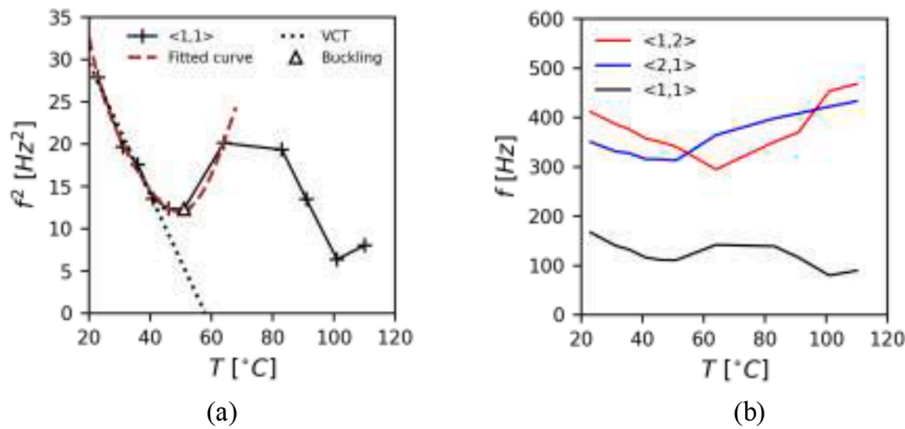 35
30
25
20
15
10
5
0
f² [Hz²]
<1,1>
Fitted curve
VCT
Buckling
20 40 60 80 100 120
T [°C]
(a)
600
500
400
300
200
100
0
f [Hz]
<1,2>
<2,1>
<1,1>
20 40 60 80 100 120
T [°C]
(b)